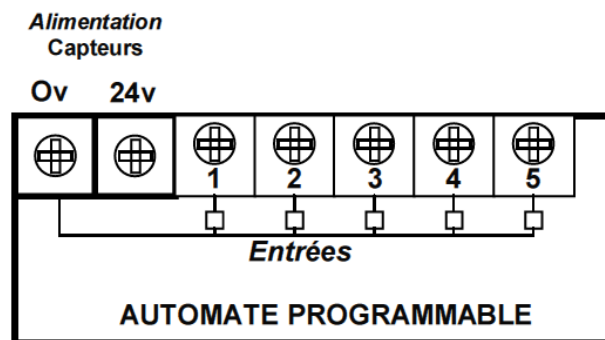 Alimentation
Capteurs
Ov 24v
1 2 3 4 5
Entrées
AUTOMATE PROGRAMMABLE